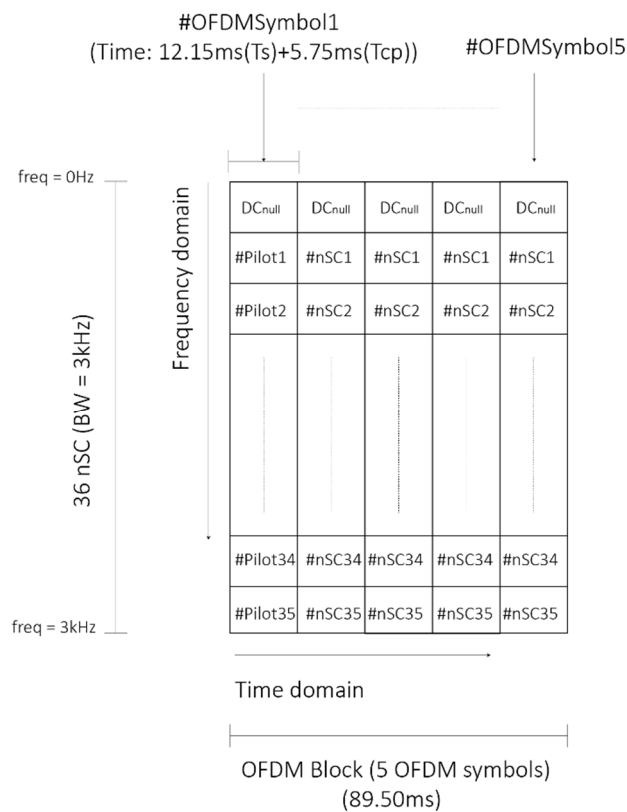 #OFDMSymbol1
(Time: 12.15ms(Ts)+5.75ms(Tcp))
#OFDMSymbol5
freq = 0Hz
Frequency domain
36 nSC (BW = 3kHz)
DCnull DCnull DCnull DCnull DCnull
#Pilot1 #nSC1 #nSC1 #nSC1 #nSC1
#Pilot2 #nSC2 #nSC2 #nSC2 #nSC2
#Pilot34 #nSC34 #nSC34 #nSC34 #nSC34
#Pilot35 #nSC35 #nSC35 #nSC35 #nSC35
freq = 3kHz
Time domain
OFDM Block (5 OFDM symbols)
(89.50ms)